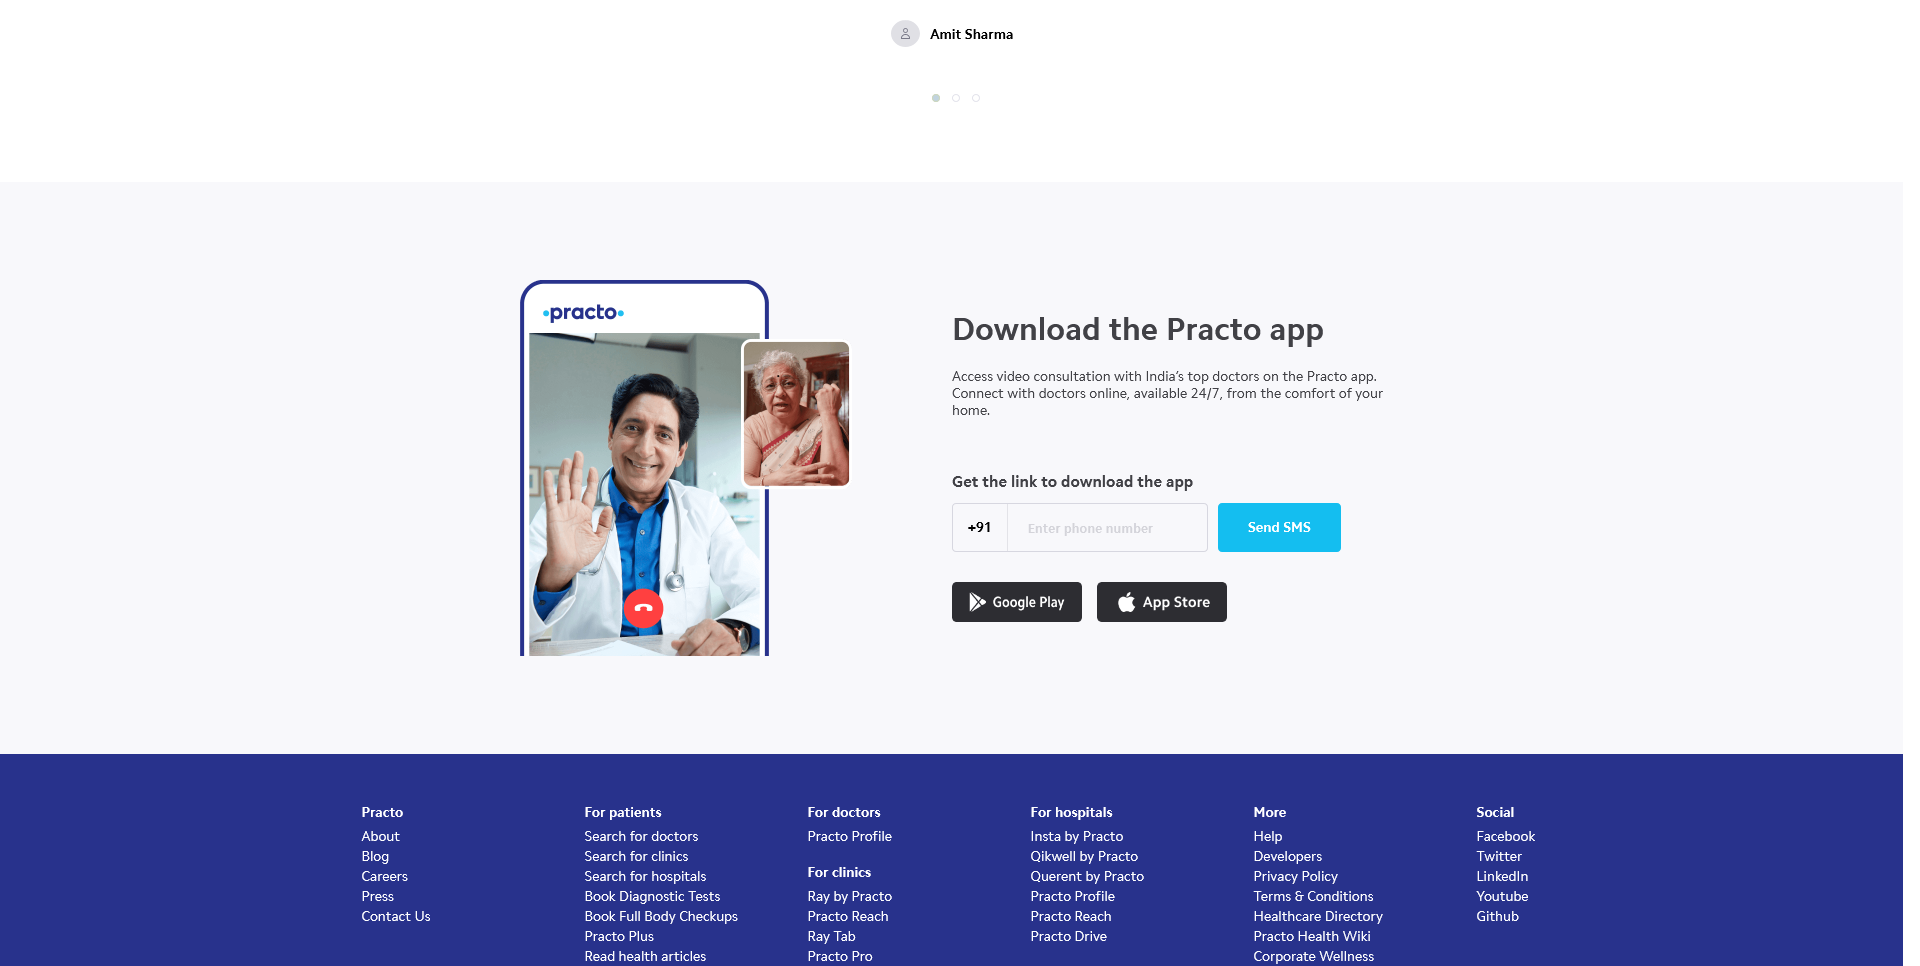 Amit Sharma
practo
Download the Practo app
Access video consultation with India's top doctors on the Practo app.
Connect with doctors online, available 24/7, from the comfort of your
home.
Get the link to download the app
+91
Enter phone number
Send SMS
Google Play
App Store
Practo
About
Blog
Careers
Press
Contact Us
For patients
Search for doctors
Search for clinics
Search for hospitals
Book Diagnostic Tests
Book Full Body Checkups
Practo Plus
Read health articles
For doctors
Practo Profile
For clinics
Ray by Practo
Practo Reach
Ray Tab
Practo Pro
For hospitals
Insta by Practo
Qikwell by Practo
Querent by Practo
Practo Profile
Practo Reach
Practo Drive
More
Help
Developers
Privacy Policy
Terms & Conditions
Healthcare Directory
Practo Health Wiki
Corporate Wellness
Social
Facebook
Twitter
LinkedIn
Youtube
Github